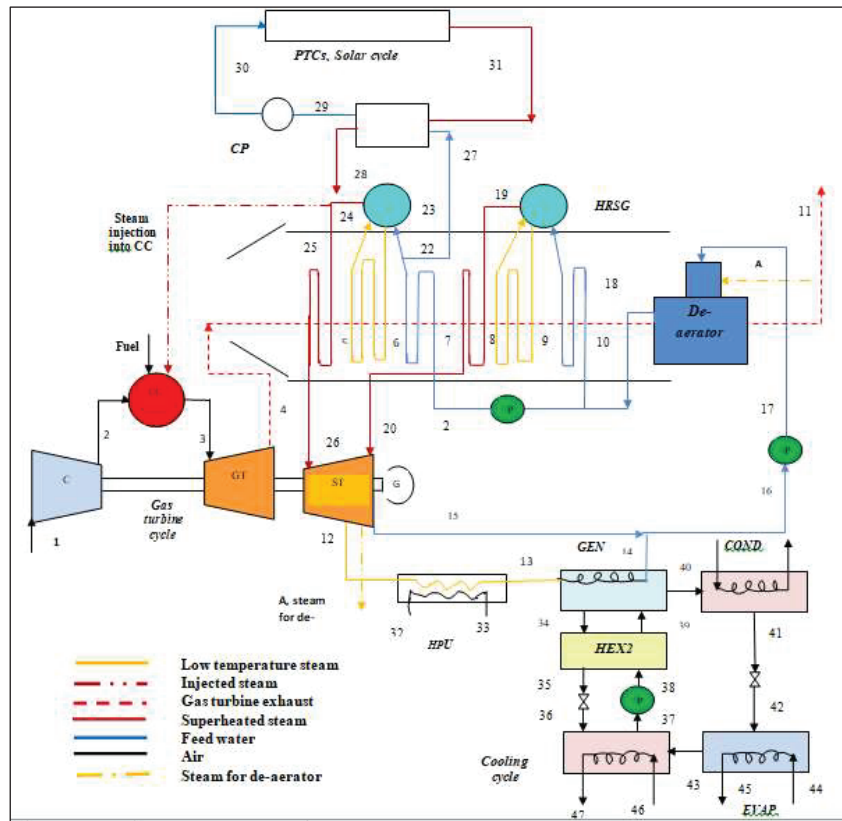 PTCs, Solar cycle
30
31
29
CP
27
28
19
24
23
HRSG
11
Steam
injection
into CC
25
22
A
18
De-
aerator
Fuel
5
6
7
8
9
10
4
17
2
3
26
20
2
C
GT
ST
G
16
Gas
turbine
cycle
15
1
12
GEN
14
COND
13
40
A, steam
for de-
32
33
34
39
41
HPU
HEX2
35
38
42
36
37
Low temperature steam
Injected steam
Gas turbine exhaust
Superheated steam
Feed water
Air
Steam for de-aerator
Cooling
cycle
43
45
44
47
46
EVAP